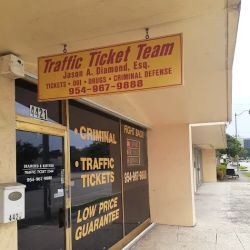 Traffic Ticket Team
Jason A. Diamond, Esq.
TICKETS • DUI • DRUGS • CRIMINAL DEFENSE
954-967-9888
4421
DIAMOND &
TRAFFIC TICKET TEAM
954-967-9888
• CRIMINAL
• TRAFFIC
TICKETS
LOW PRICE
GUARANTEE
FIGHT BACK
954-967-9888